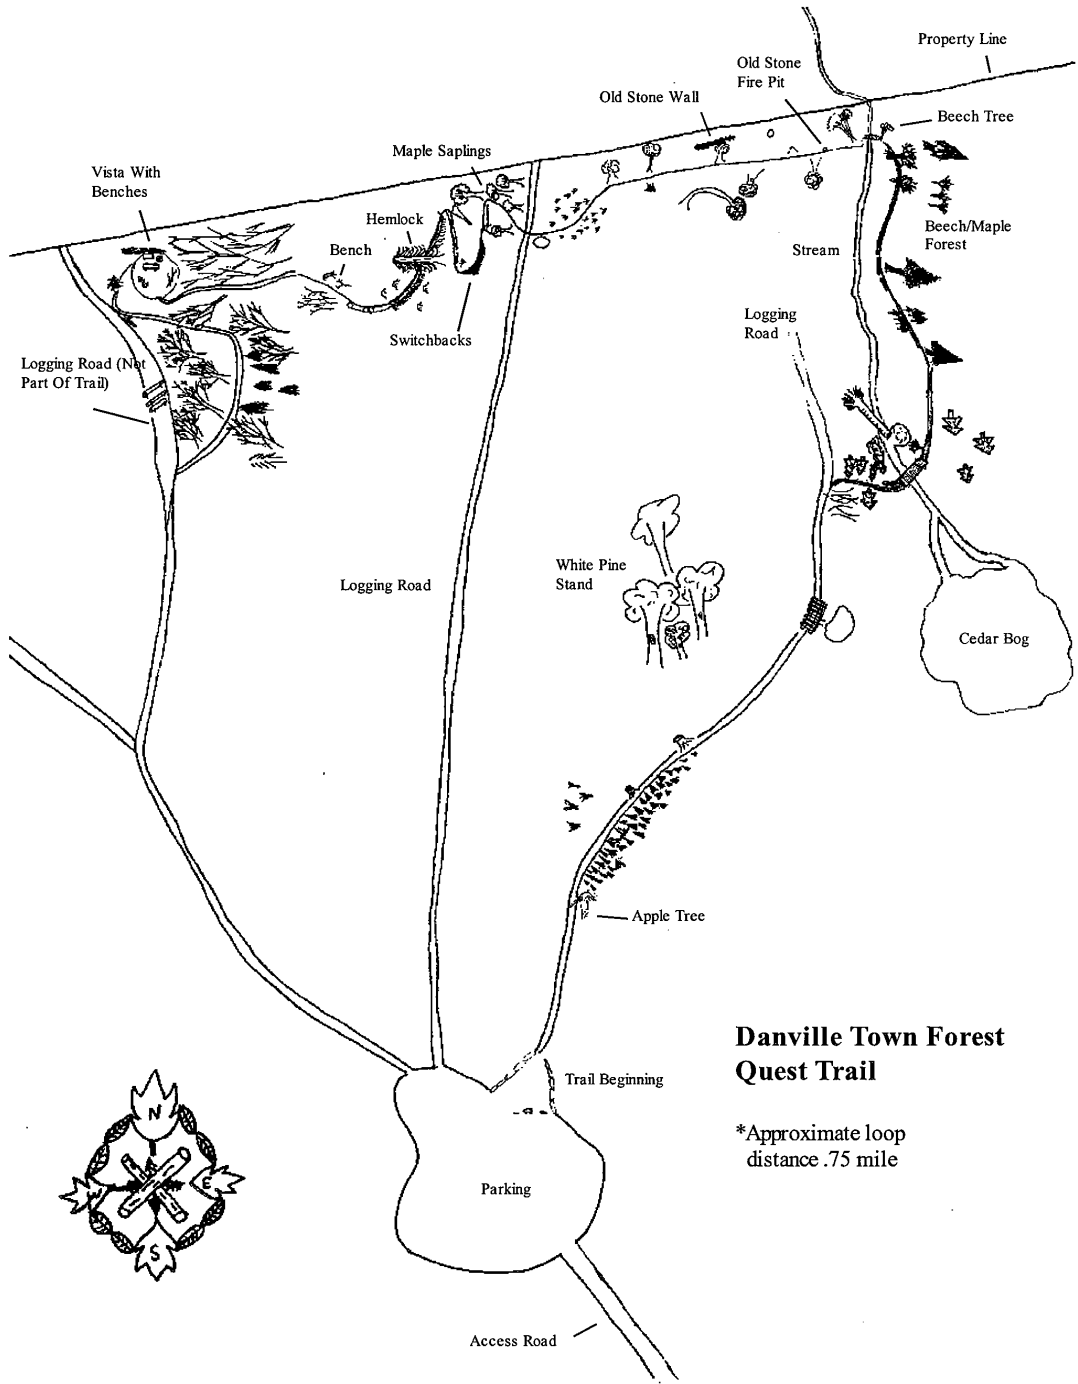 Property Line
Old Stone
Fire Pit
Old Stone Wall
Beech Tree
Maple Saplings
Vista With
Benches
Hemlock
Bench
Beech/Maple
Forest
Stream
Switchbacks
Logging
Road
Logging Road (Not
Part Of Trail)
White Pine
Stand
Logging Road
Cedar Bog
Apple Tree
Danville Town Forest
Quest Trail
Trail Beginning
*Approximate loop
distance .75 mile
Parking
Access Road
N
W
E
S